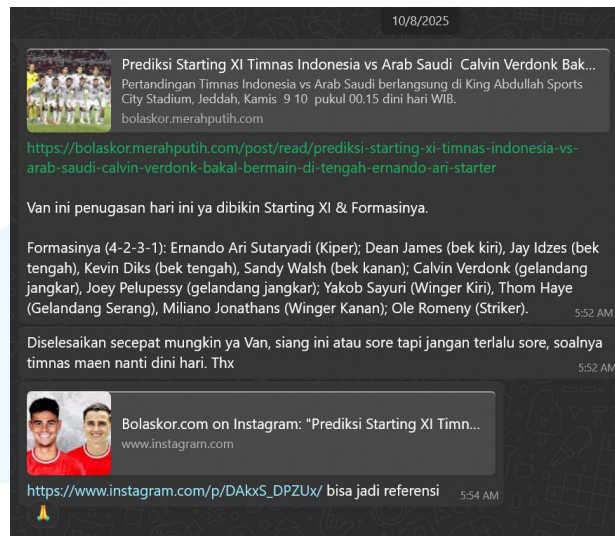 10/8/2025
Prediksi Starting XI Timnas Indonesia vs Arab Saudi Calvin Verdonk Bak...
Pertandingan Timnas Indonesia vs Arab Saudi berlangsung di King Abdullah Sports
City Stadium, Jeddah, Kamis 9 10 pukul 00.15 dini hari WIB.
bolaskor.merahputih.com
https://bolaskor.merahputih.com/post/read/prediksi-starting-xi-timnas-indonesia-vs-
arab-saudi-calvin-verdonk-bakal-bermain-di-tengah-ernando-ari-starter
Van ini penugasan hari ini ya dibikin Starting XI & Formasinya.
Formasinya (4-2-3-1): Ernando Ari Sutaryadi (Kiper); Dean James (bek kiri), Jay Idzes (bek
tengah), Kevin Diks (bek tengah), Sandy Walsh (bek kanan); Calvin Verdonk (gelandang
jangkar), Joey Pelupessy (gelandang jangkar); Yakob Sayuri (Winger Kiri), Thom Haye
(Gelandang Serang), Miliano Jonathans (Winger Kanan); Ole Romeny (Striker).
5:52 AM
Diselesaikan secepat mungkin ya Van, siang ini atau sore tapi jangan terlalu sore, soalnya
timnas maen nanti dini hari. Thx
5:52 AM
Bolaskor.com on Instagram: "Prediksi Starting XI Timn...
www.instagram.com
https://www.instagram.com/p/DAkxS_DPZUx/ bisa jadi referensi
5:54 AM